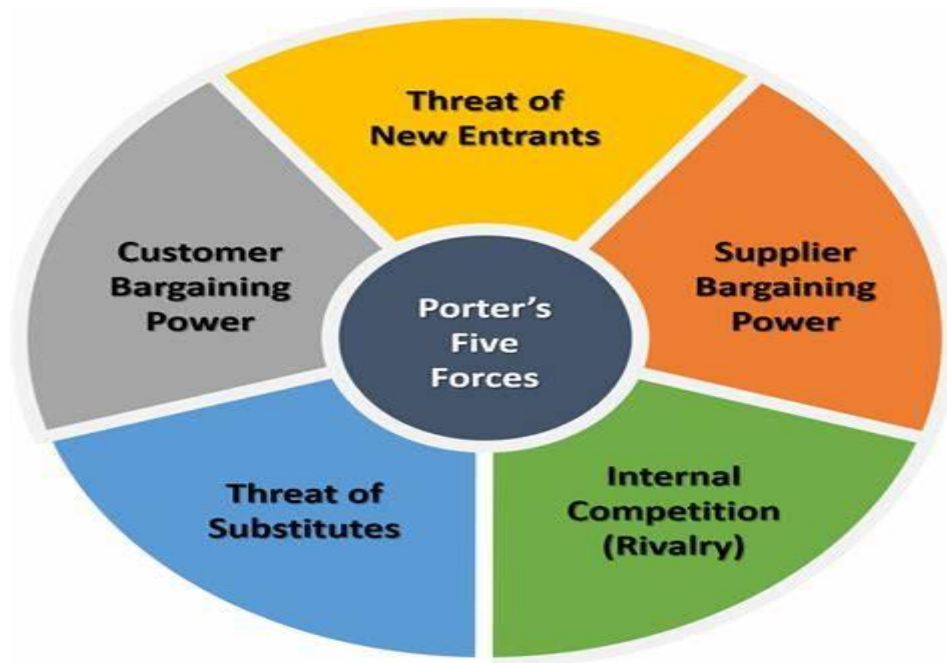 Threat of
New Entrants
Customer
Bargaining
Power
Supplier
Bargaining
Power
Porter’s
Five
Forces
Threat of
Substitutes
Internal
Competition
(Rivalry)